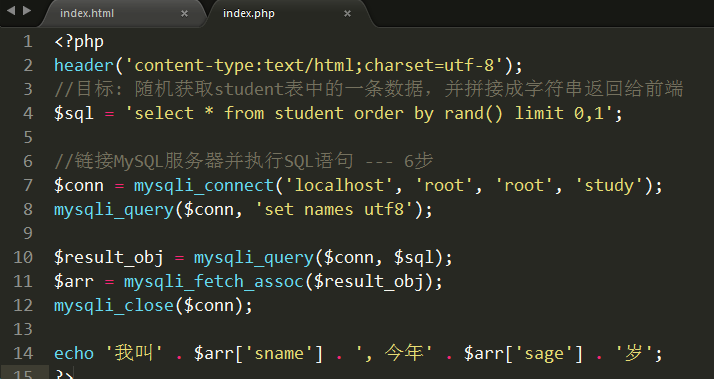 index.html × index.php ×
1 <?php
2 header('content-type:text/html;charset=utf-8');
3 //目标: 随机获取student表中的一条数据，并拼接成字符串返回给前端
4 $sql = 'select * from student order by rand() limit 0,1';
5
6 //链接MySQL服务器并执行SQL语句 --- 6步
7 $conn = mysqli_connect('localhost', 'root', 'root', 'study');
8 mysqli_query($conn, 'set names utf8');
9
10 $result_obj = mysqli_query($conn, $sql);
11 $arr = mysqli_fetch_assoc($result_obj);
12 mysqli_close($conn);
13
14 echo '我叫' . $arr['sname'] . ', 今年' . $arr['sage'] . '岁';
15 ?>